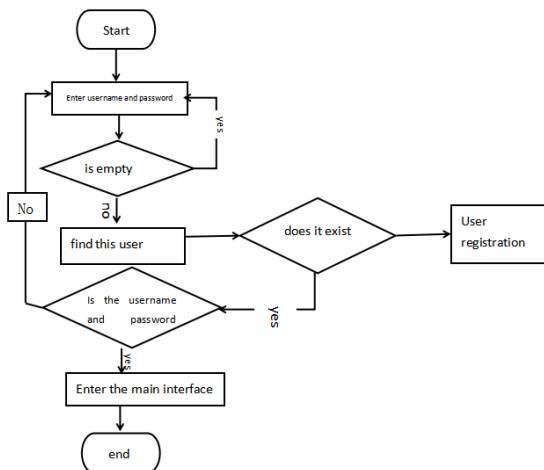 Start
Enter username and password
yes
is empty
No
no
find this user
does it exist
User
registration
Is the username
and password
yes
yes
Enter the main interface
end